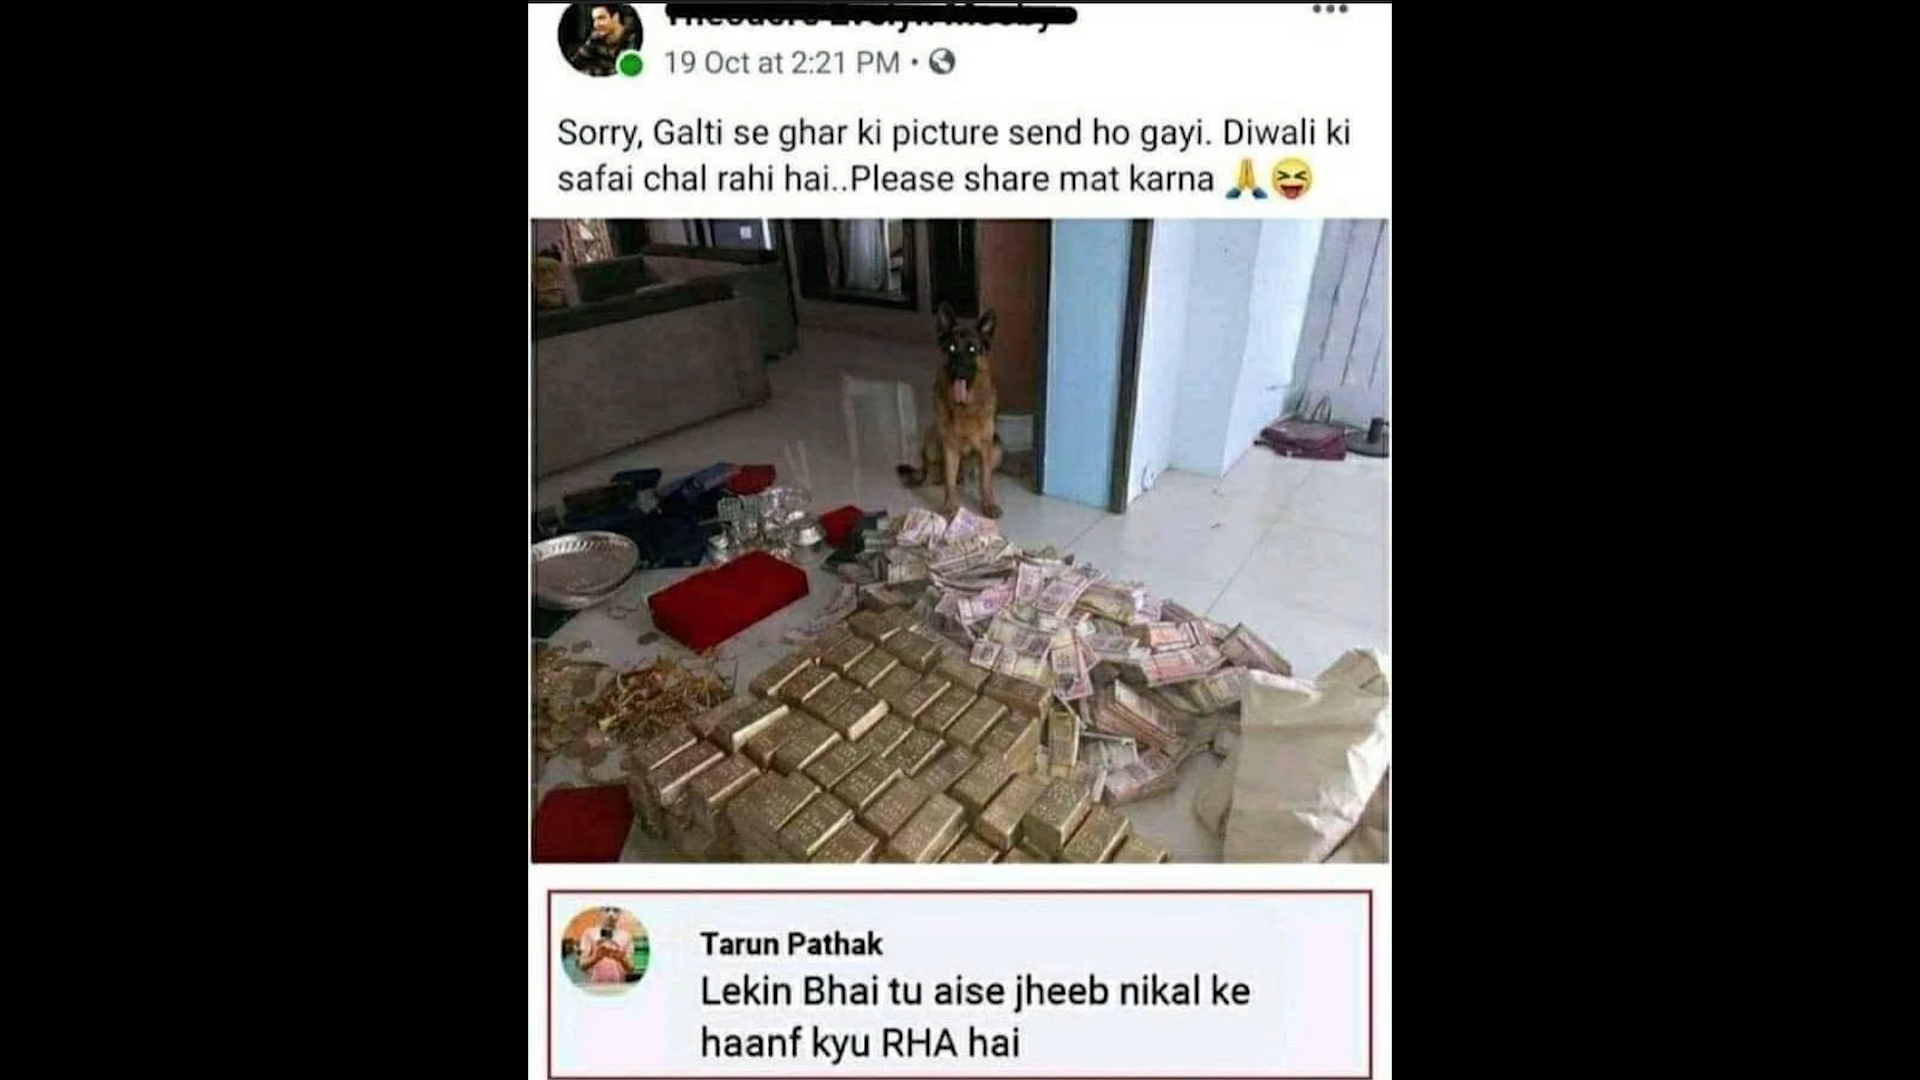 19 Oct at 2:21 PM •
Sorry, Galti se ghar ki picture send ho gayi. Diwali ki
safai chal rahi hai..Please share mat karna 🙏😝
Tarun Pathak
Lekin Bhai tu aise jheeb nikal ke
haanf kyu RHA hai